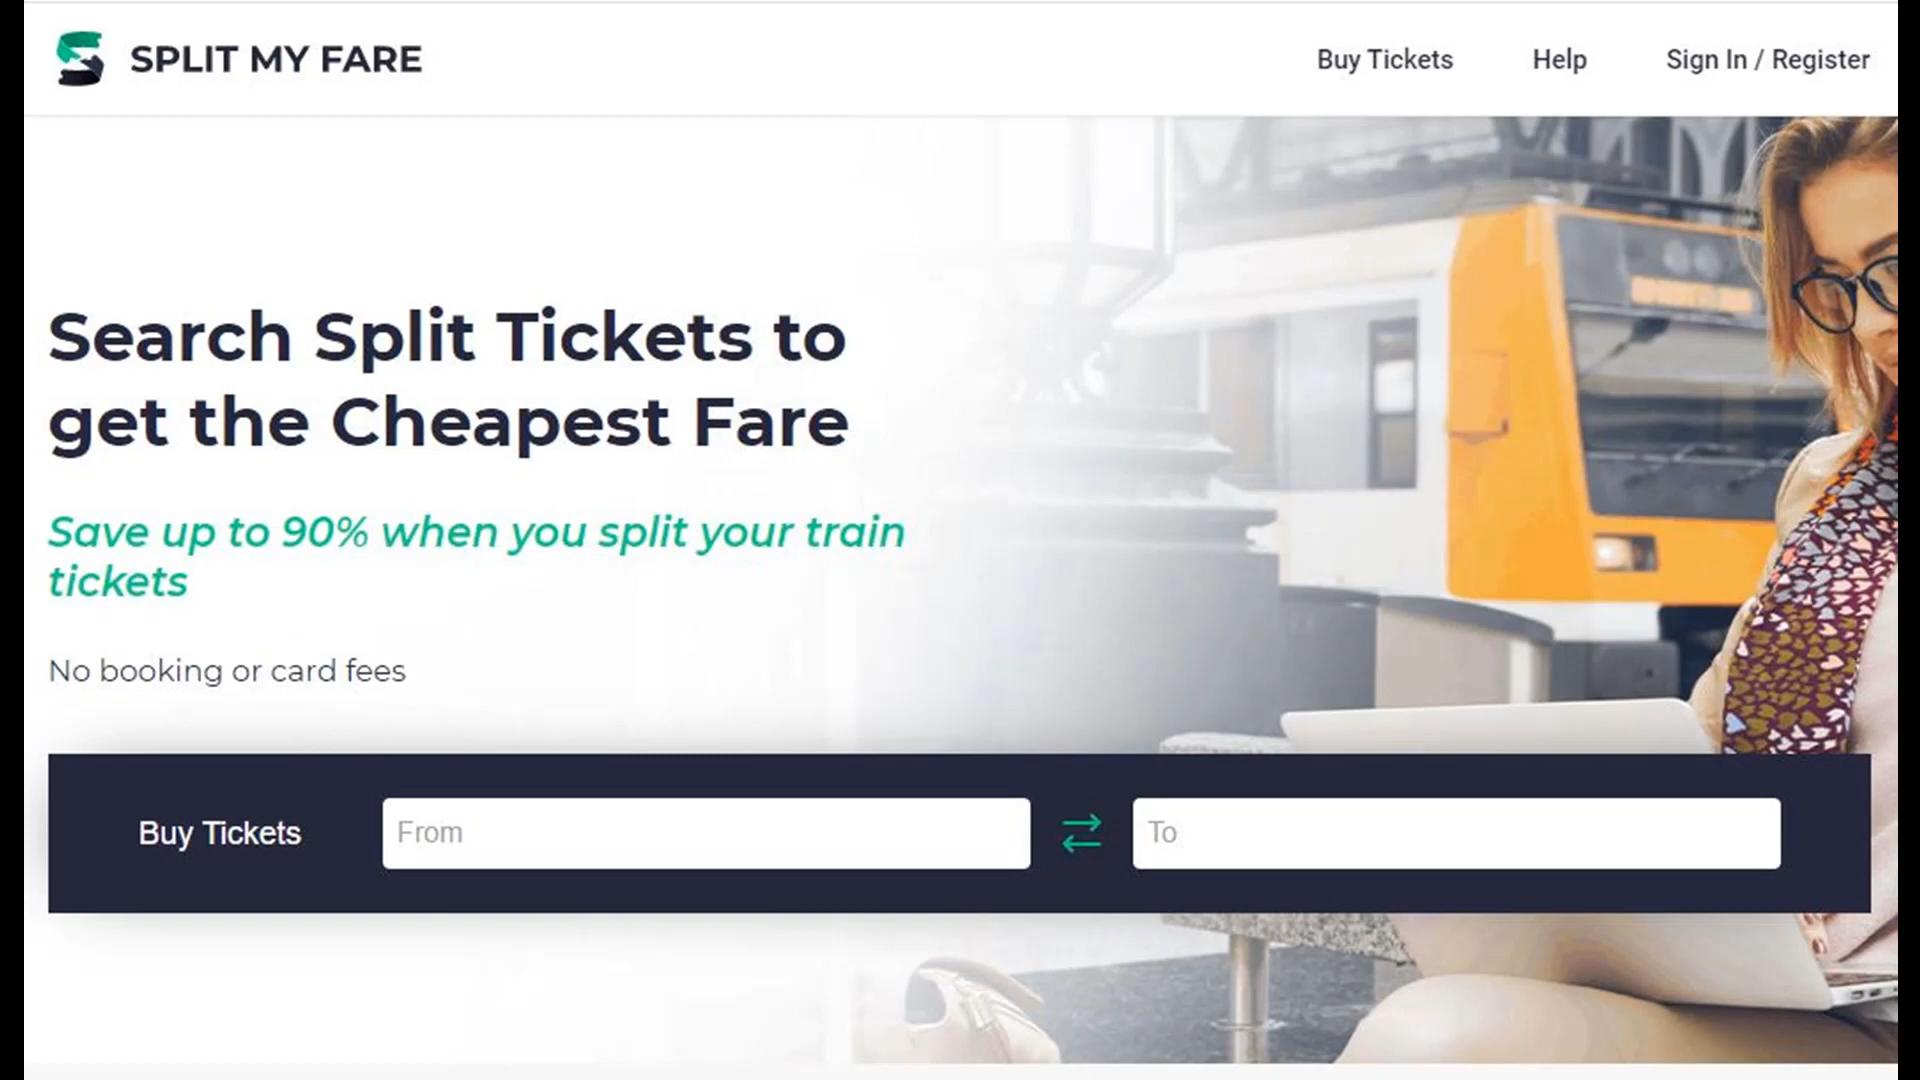 SPLIT MY FARE
Buy Tickets
Help
Sign In / Register
Search Split Tickets to
get the Cheapest Fare
Save up to 90% when you split your train
tickets
No booking or card fees
Buy Tickets
From
To